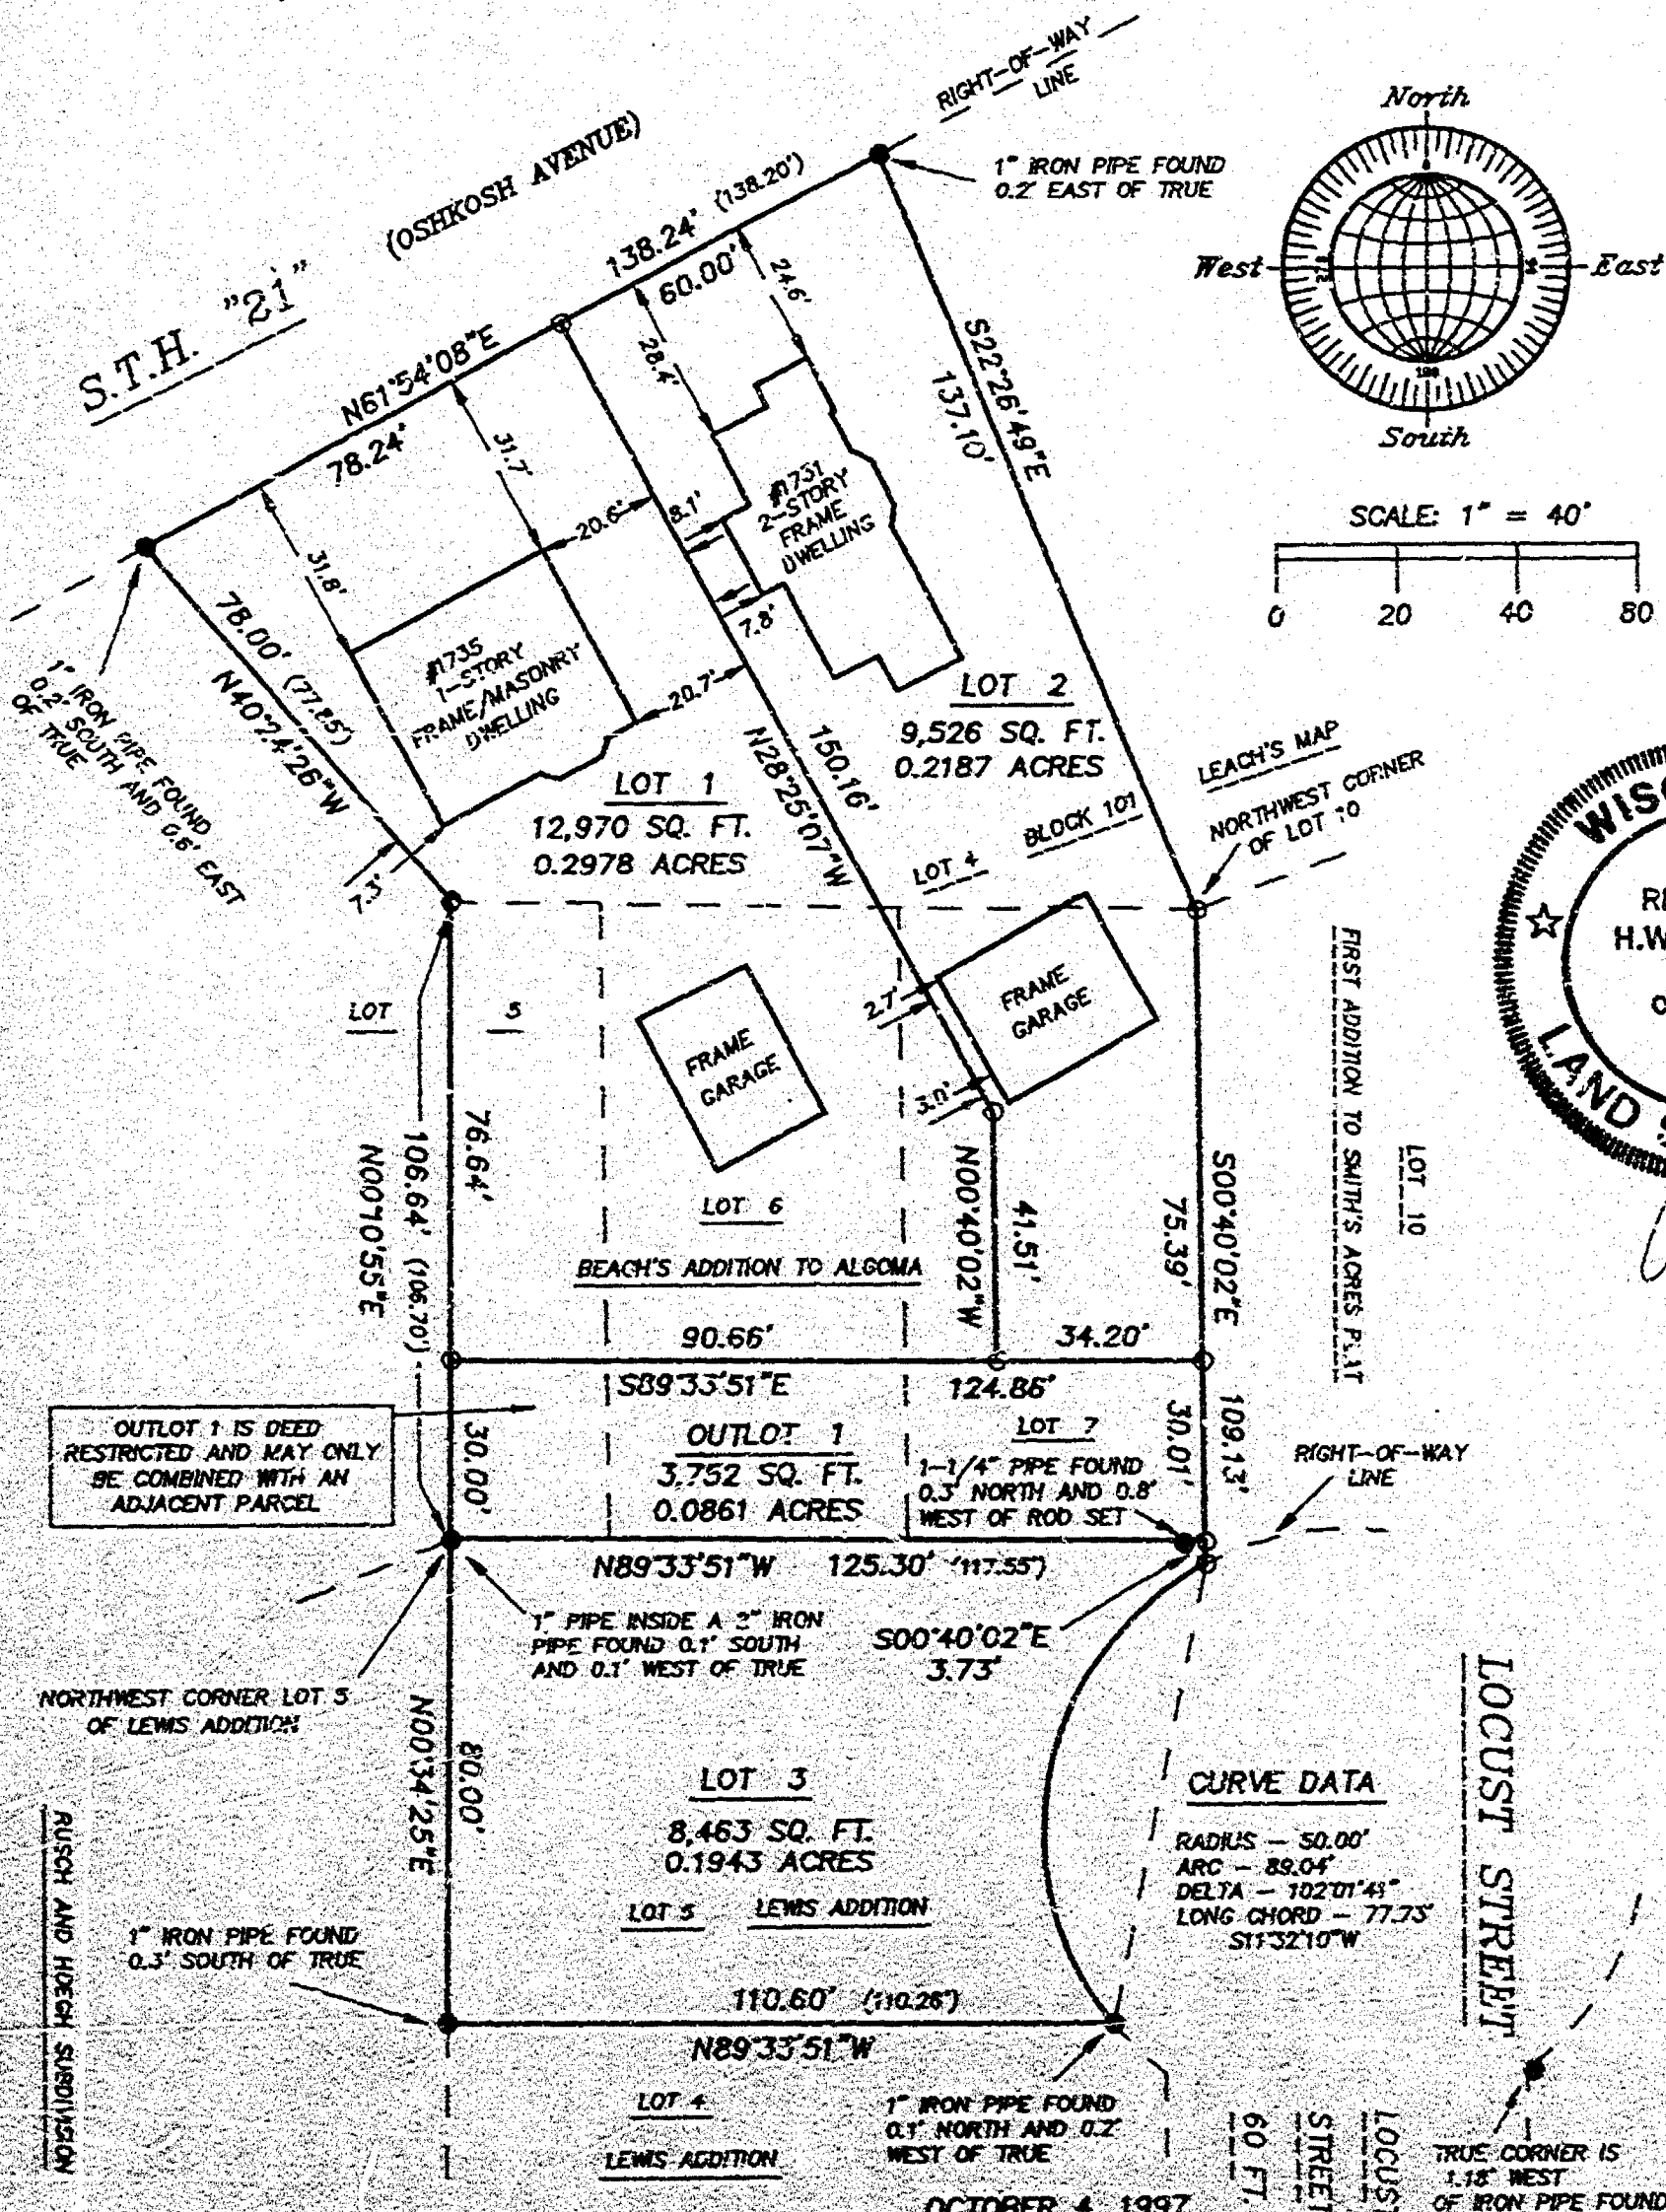 RIGHT-OF-WAY
LINE
North
West
East
South
1" IRON PIPE FOUND
0.2' EAST OF TRUE
(OSHKOSH AVENUE)
S.T.H. "21"
138.24' (138.20')
60.00'
N61°54'08"E
78.24'
24.6'
28.4'
S22°26'49"E
137.10'
SCALE: 1" = 40'
0 20 40 80
31.7'
31.8'
20.6'
8.1'
#1731
2-STORY
FRAME
DWELLING
7.8'
#1735
1-STORY
FRAME/MASONRY
DWELLING
20.7'
78.00' (77.85')
N40°24'26"W
1" IRON PIPE FOUND
0.2' SOUTH AND 0.6' EAST
OF TRUE
7.3'
LOT 2
9,526 SQ. FT.
0.2187 ACRES
LOT 1
12,970 SQ. FT.
0.2978 ACRES
150.16'
N28°25'07"W
LEACH'S MAP
BLOCK 101
LOT 4
NORTHWEST CORNER
OF LOT 10
LAND
H.W
LOT 5
FRAME
GARAGE
FRAME
GARAGE
2.7'
3.0'
FIRST ADDITION TO SMITH'S ACRES PLAT
LOT 10
76.64'
106.64' (106.70')
N00°10'55"E
LOT 6
BEACH'S ADDITION TO ALGOMA
N00°40'02"W
41.51'
S00°40'02"E
75.39'
90.66'
34.20'
S89°33'51"E
124.86'
OUTLOT 1 IS DEED
RESTRICTED AND MAY ONLY
BE COMBINED WITH AN
ADJACENT PARCEL
30.00'
OUTLOT 1
3,752 SQ. FT.
0.0861 ACRES
LOT 7
1-1/4" PIPE FOUND
0.3' NORTH AND 0.8'
WEST OF ROD SET
30.01'
109.13'
RIGHT-OF-WAY
LINE
N89°33'51"W 125.30' (117.55')
1" PIPE INSIDE A 2" IRON
PIPE FOUND 0.1' SOUTH
AND 0.1' WEST OF TRUE
S00°40'02"E
3.73'
NORTHWEST CORNER LOT 5
OF LEWIS ADDITION
N00°34'25"E
80.00'
LOT 3
8,463 SQ. FT.
0.1943 ACRES
LOT 5 LEWIS ADDITION
CURVE DATA
RADIUS - 50.00'
ARC - 89.04'
DELTA - 102°01'41"
LONG CHORD - 77.73'
S11°32'10"W
LOCUST STREET
RUSCH AND HOEGH SUBDIVISION
1" IRON PIPE FOUND
0.3' SOUTH OF TRUE
110.60' (110.26')
N89°33'51"W
LOT 4
LEWIS ADDITION
1" IRON PIPE FOUND
0.1' NORTH AND 0.2'
WEST OF TRUE
LOCUST
STREET
60 FT.
TRUE CORNER IS
1.18' WEST
OF IRON PIPE FOUND
OCTOBER 4, 1997